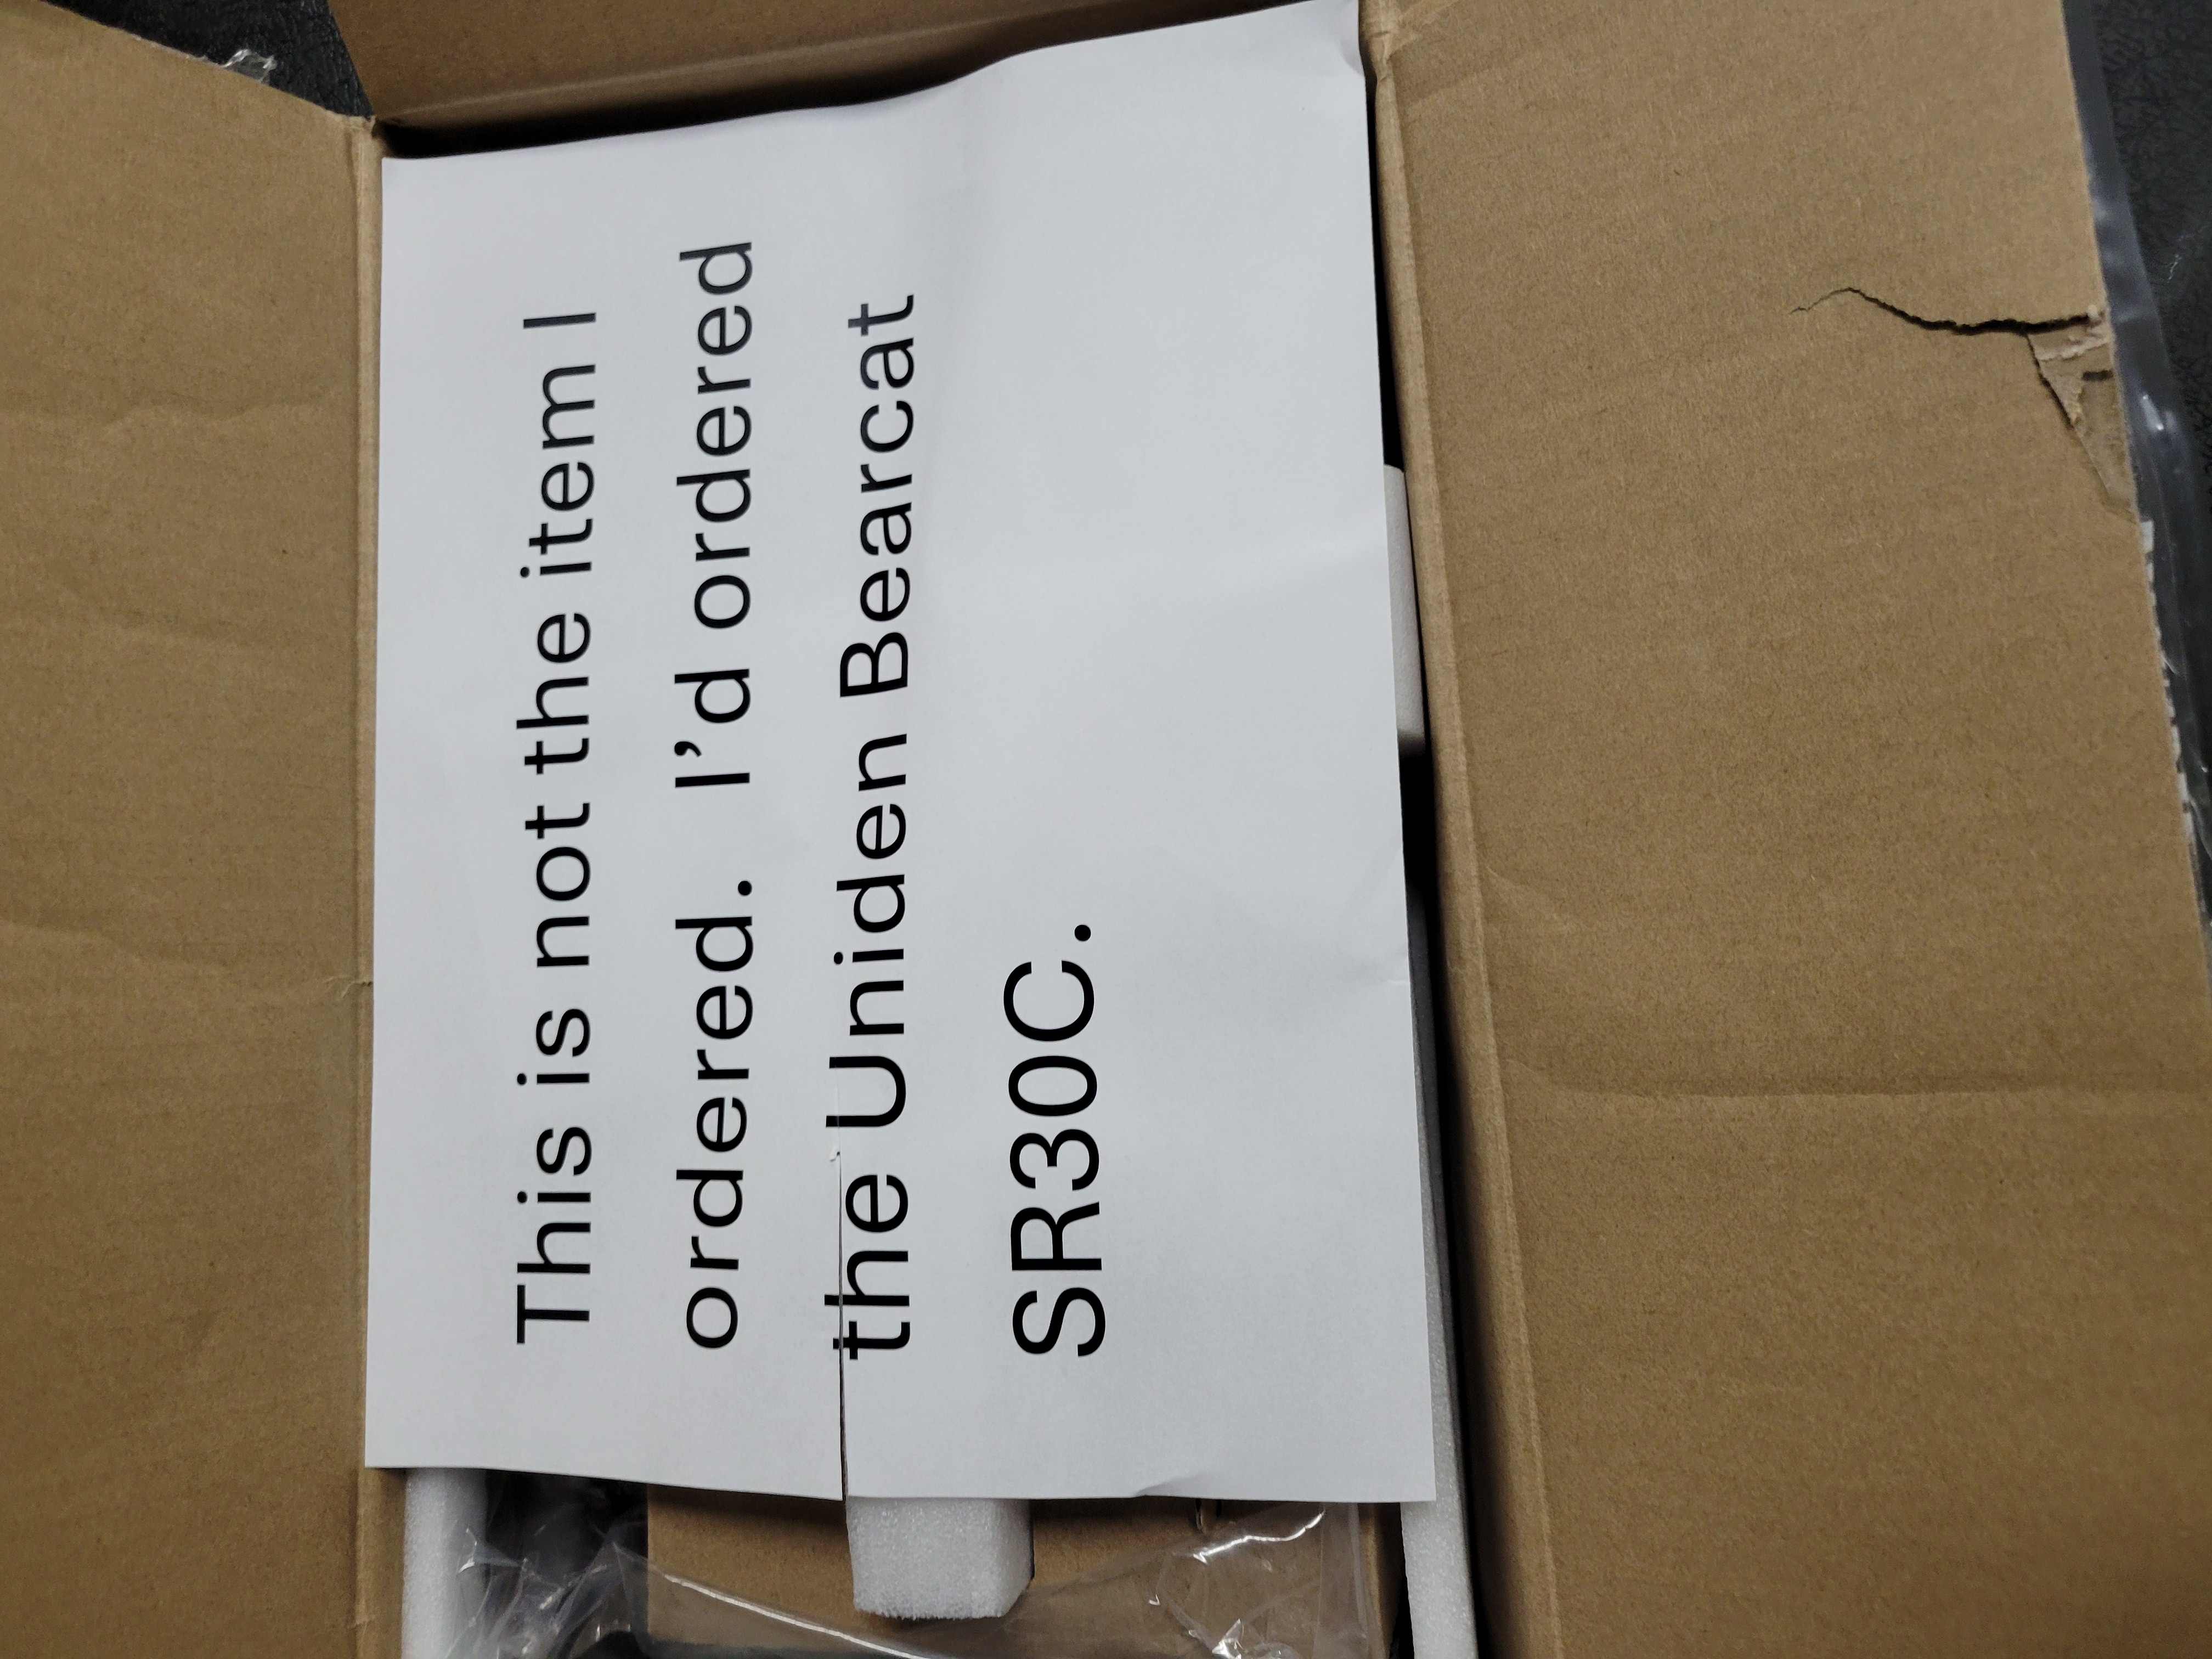 This is not the item I
ordered.  I’d ordered
the Uniden Bearcat
SR30C.